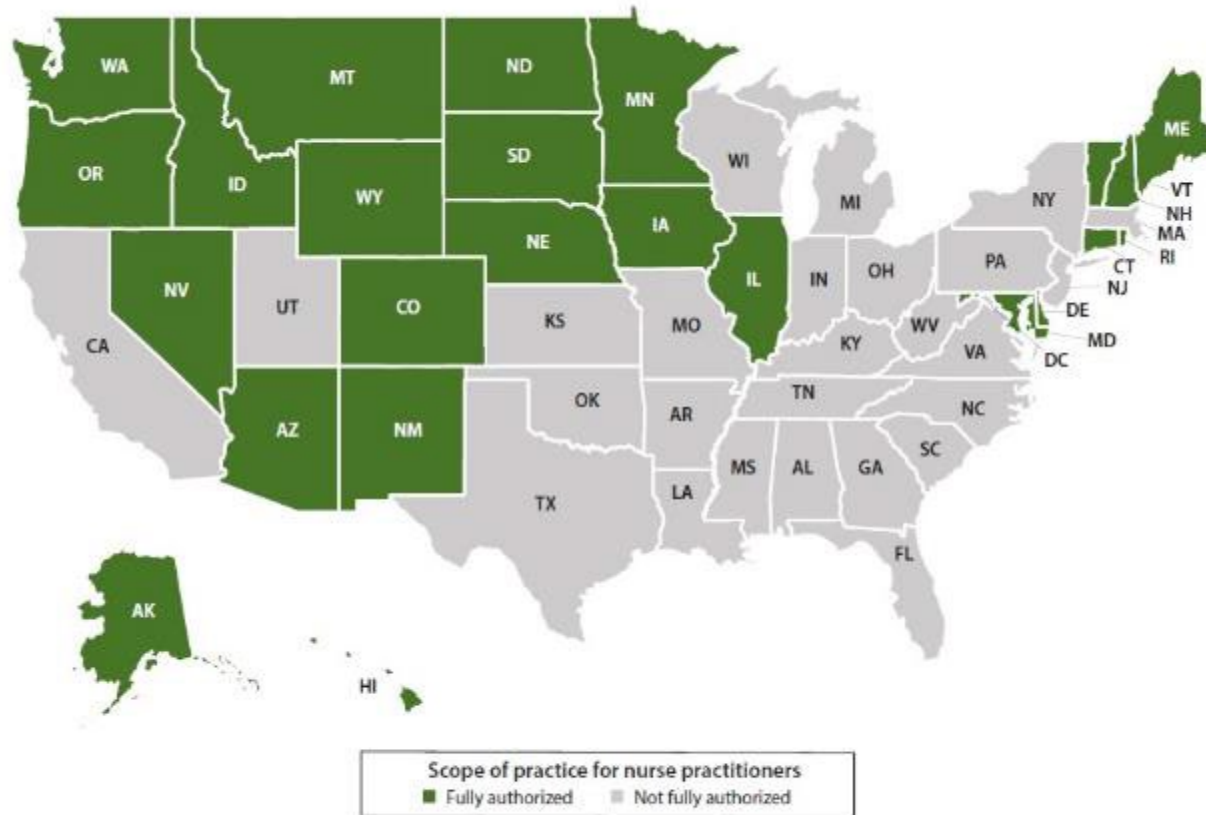 WA
MT
ND
MN
ME
OR
ID
SD
WI
WY
MI
NY
VT
NH
MA
RI
CT
NJ
IA
NE
PA
NV
UT
CO
IL
IN
OH
DE
MD
DC
CA
KS
MO
WV
KY
VA
AZ
NM
OK
AR
TN
NC
SC
MS
AL
GA
TX
LA
FL
AK
HI
Scope of practice for nurse practitioners
Fully authorized Not fully authorized